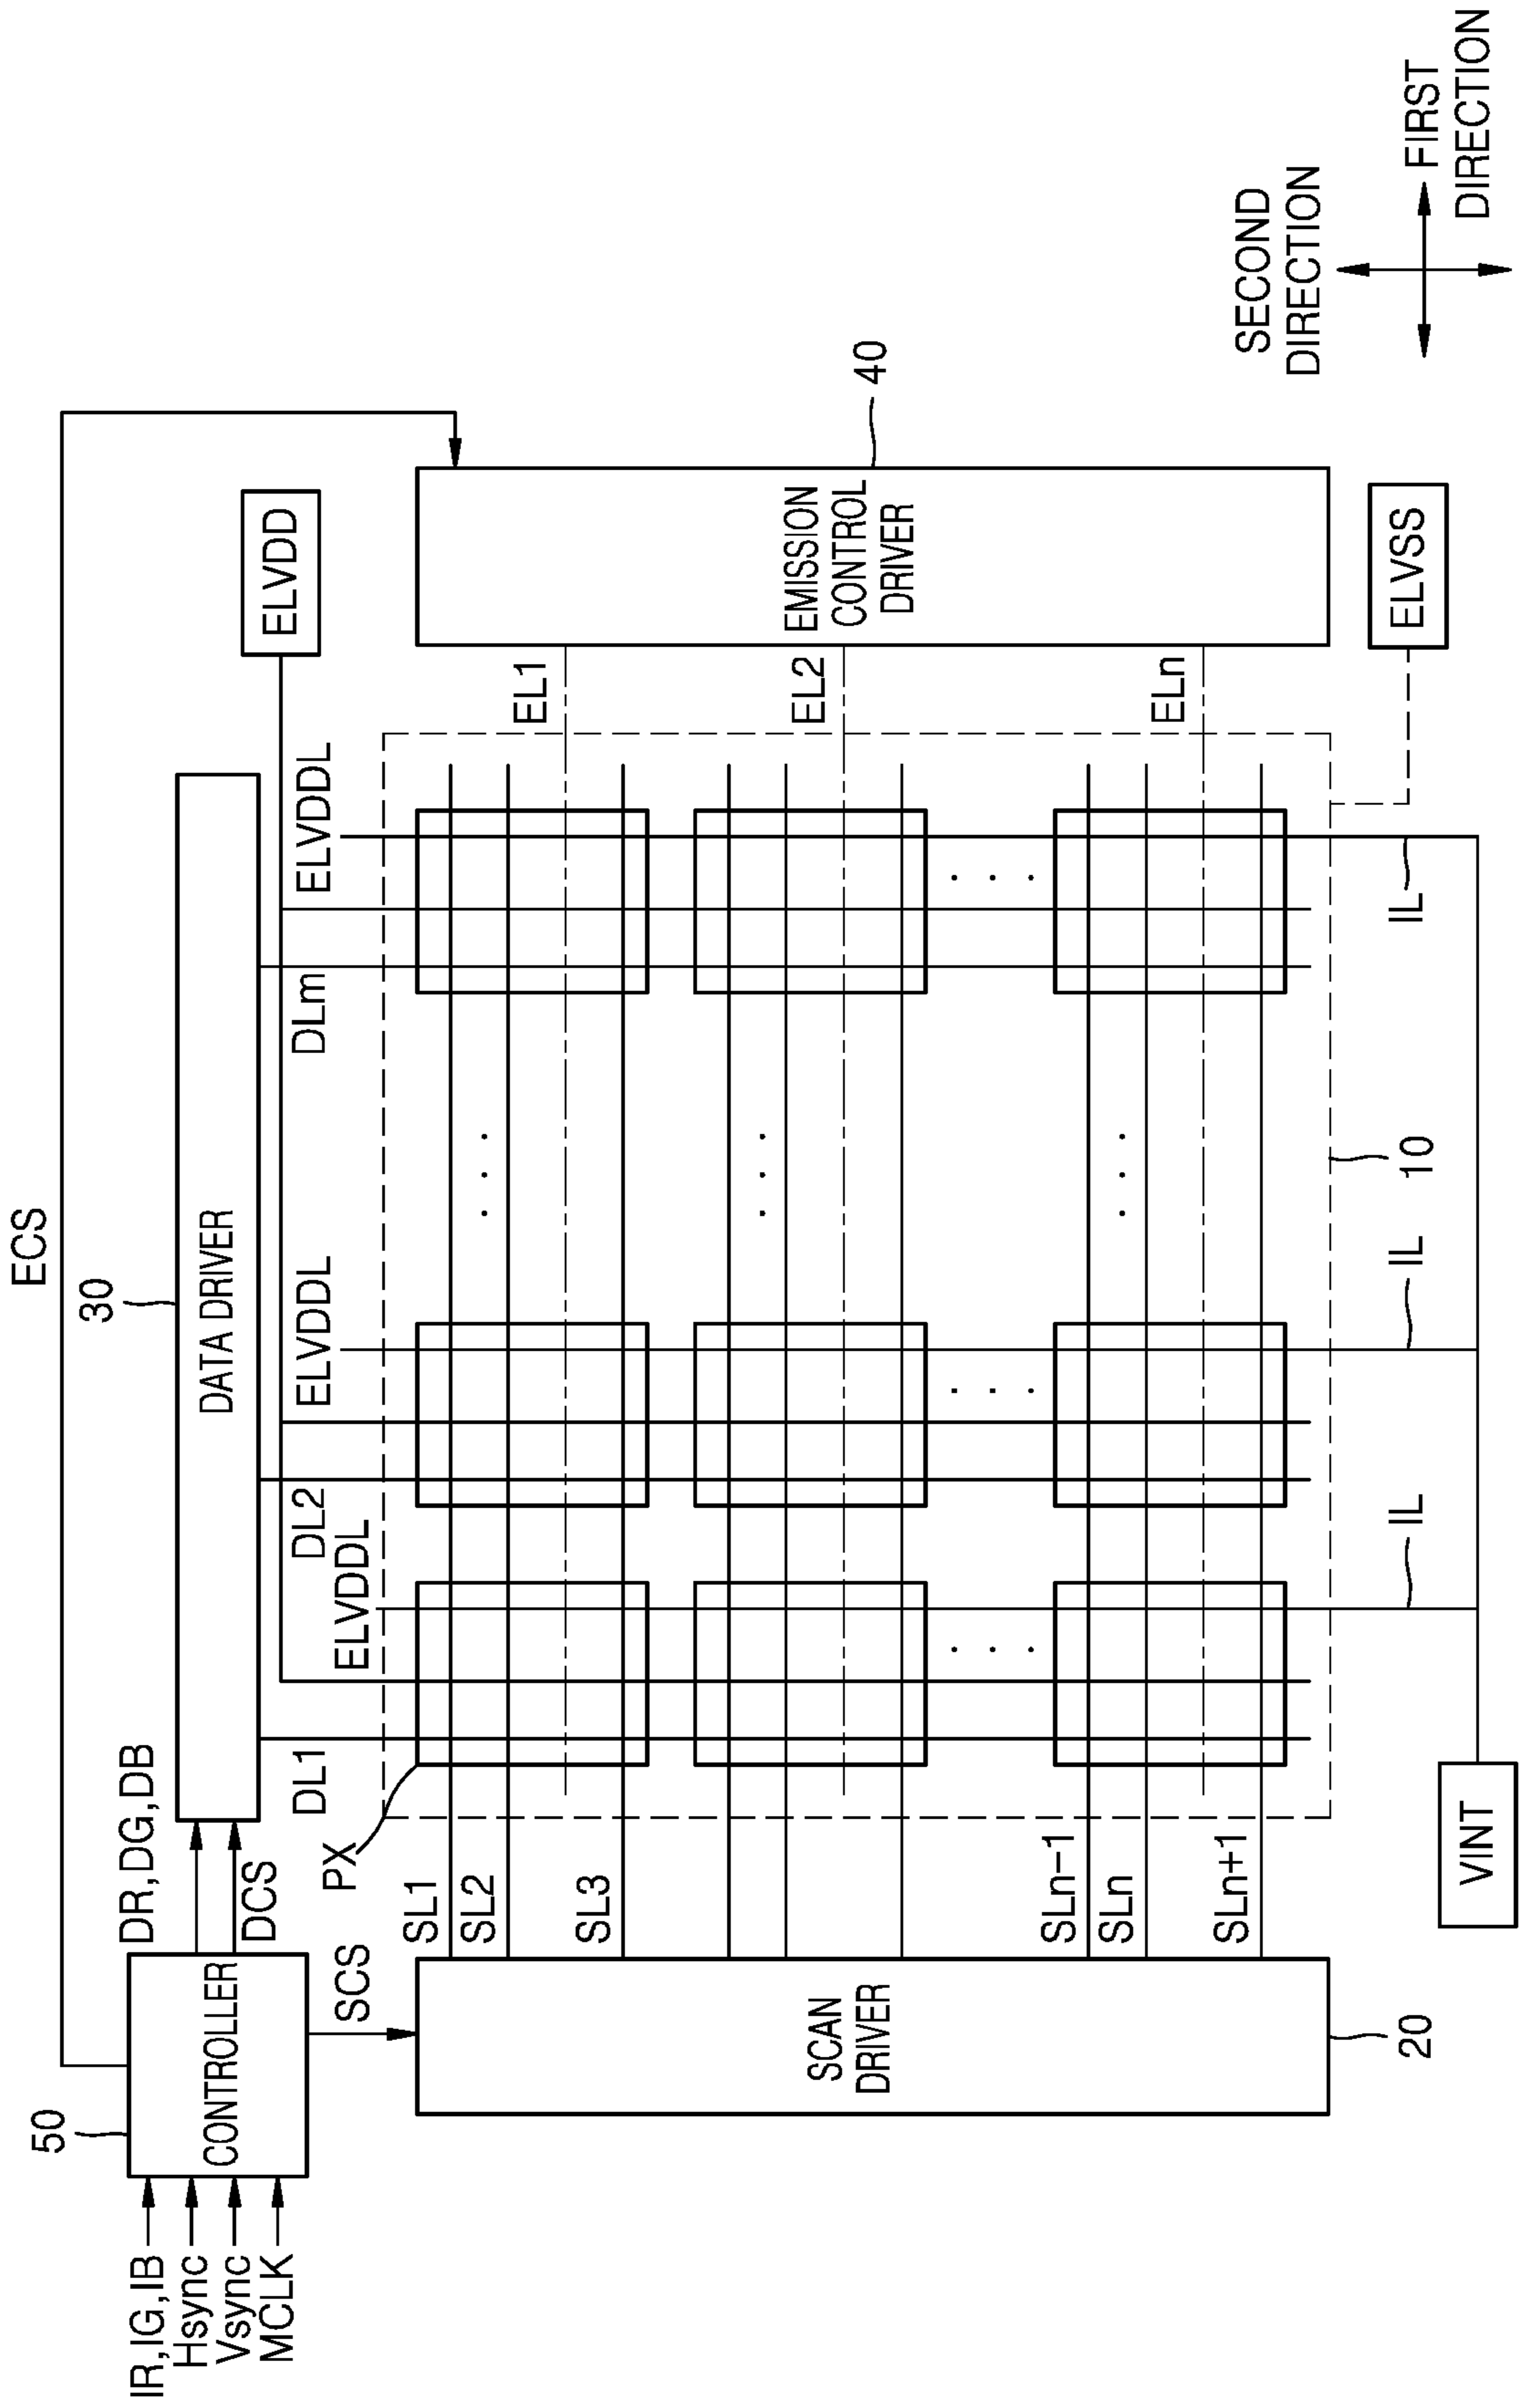 ECS
50
30
IR,IG,IB
Hsync
Vsync
MCLK
CONTROLLER
DR,DG,DB
DCS
DATA DRIVER
ELVDD
SCS
DL1
ELVDDL
DL2
ELVDDL
DLm
ELVDDL
PX
SL1
SL2
SL3
SLn-1
SLn
SLn+1
EL1
EL2
ELn
SCAN
DRIVER
EMISSION
CONTROL
DRIVER
40
20
IL
IL
10
IL
ELVSS
VINT
SECOND
DIRECTION
FIRST
DIRECTION